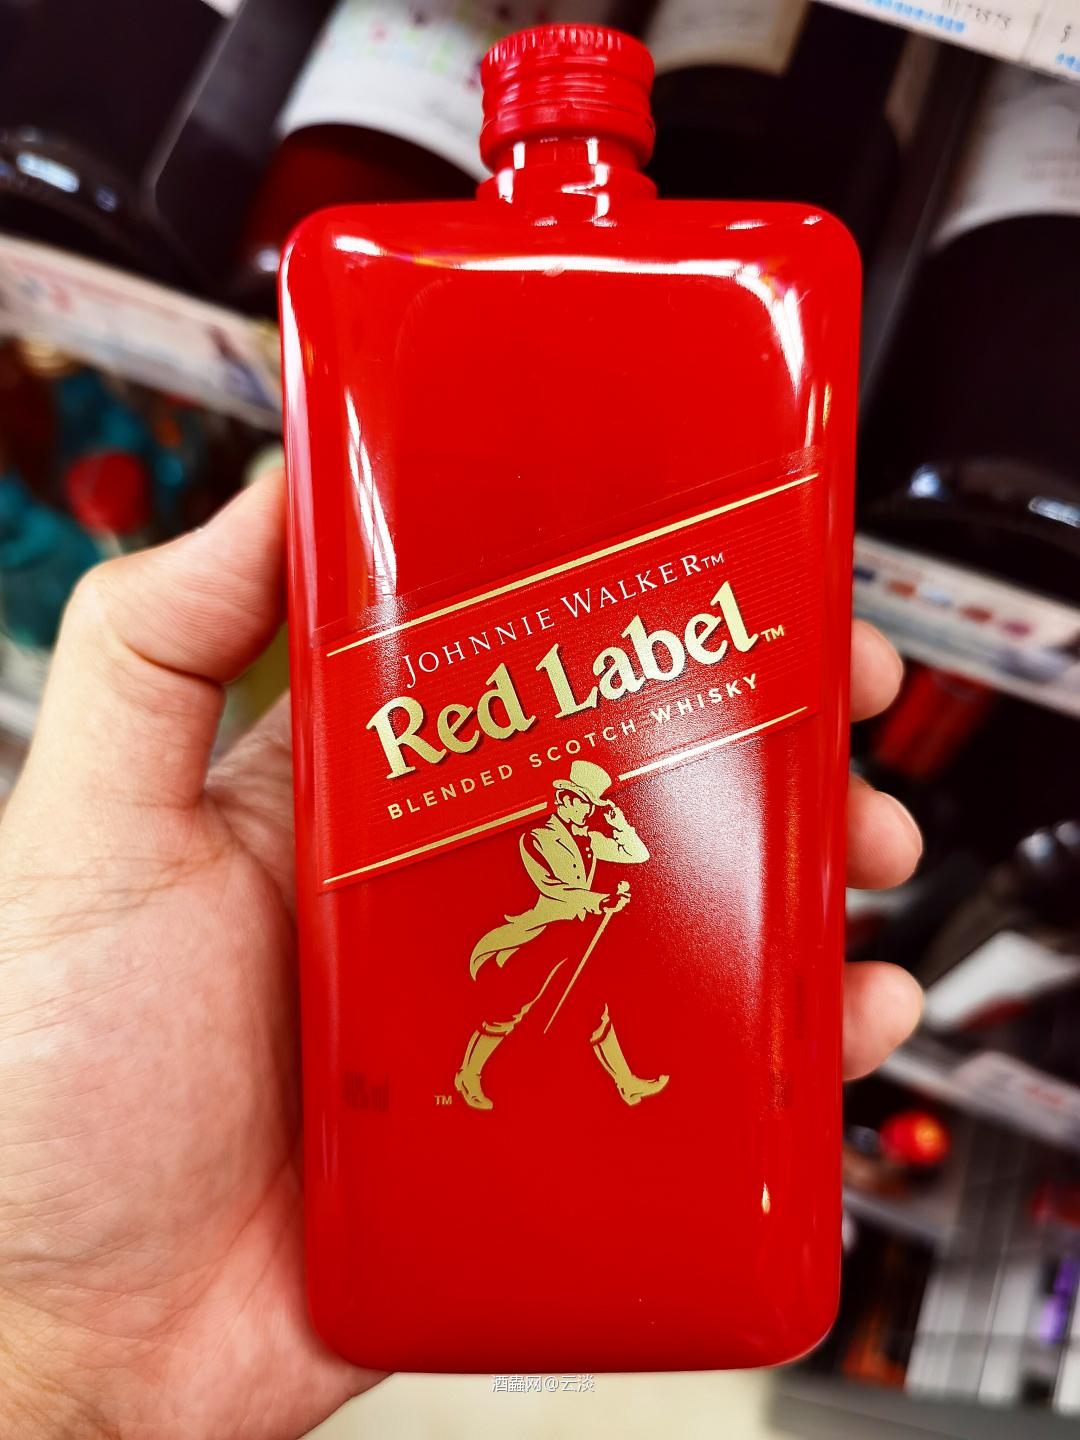 JOHNNIE WALKER™
Red Label™
BLENDED SCOTCH WHISKY
TM
酒蟲网@云淡